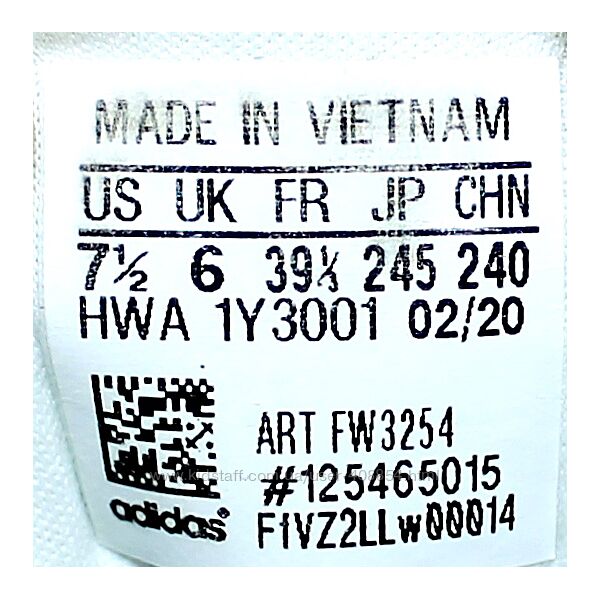 MADE IN VIETNAM
US UK FR JP CHN
7½ 6 39⅓ 245 240
HWA 1Y3001 02/20
ART FW3254
#125465015
adidas®
F1VZ2LLw00014